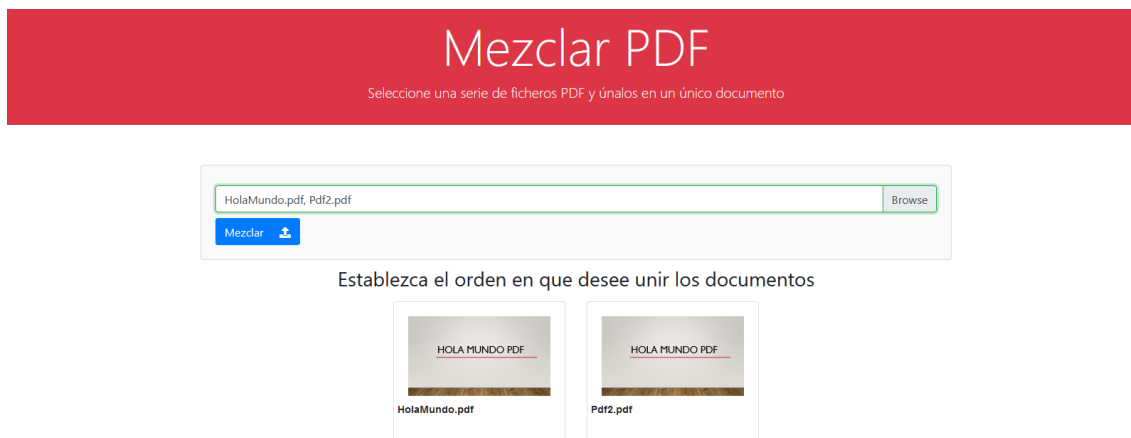 Mezclar PDF
Seleccione una serie de ficheros PDF y únalos en un único documento
HolaMundo.pdf, Pdf2.pdf
Browse
Mezclar
Establezca el orden en que desee unir los documentos
HOLA MUNDO PDF
HOLA MUNDO PDF
HolaMundo.pdf
Pdf2.pdf